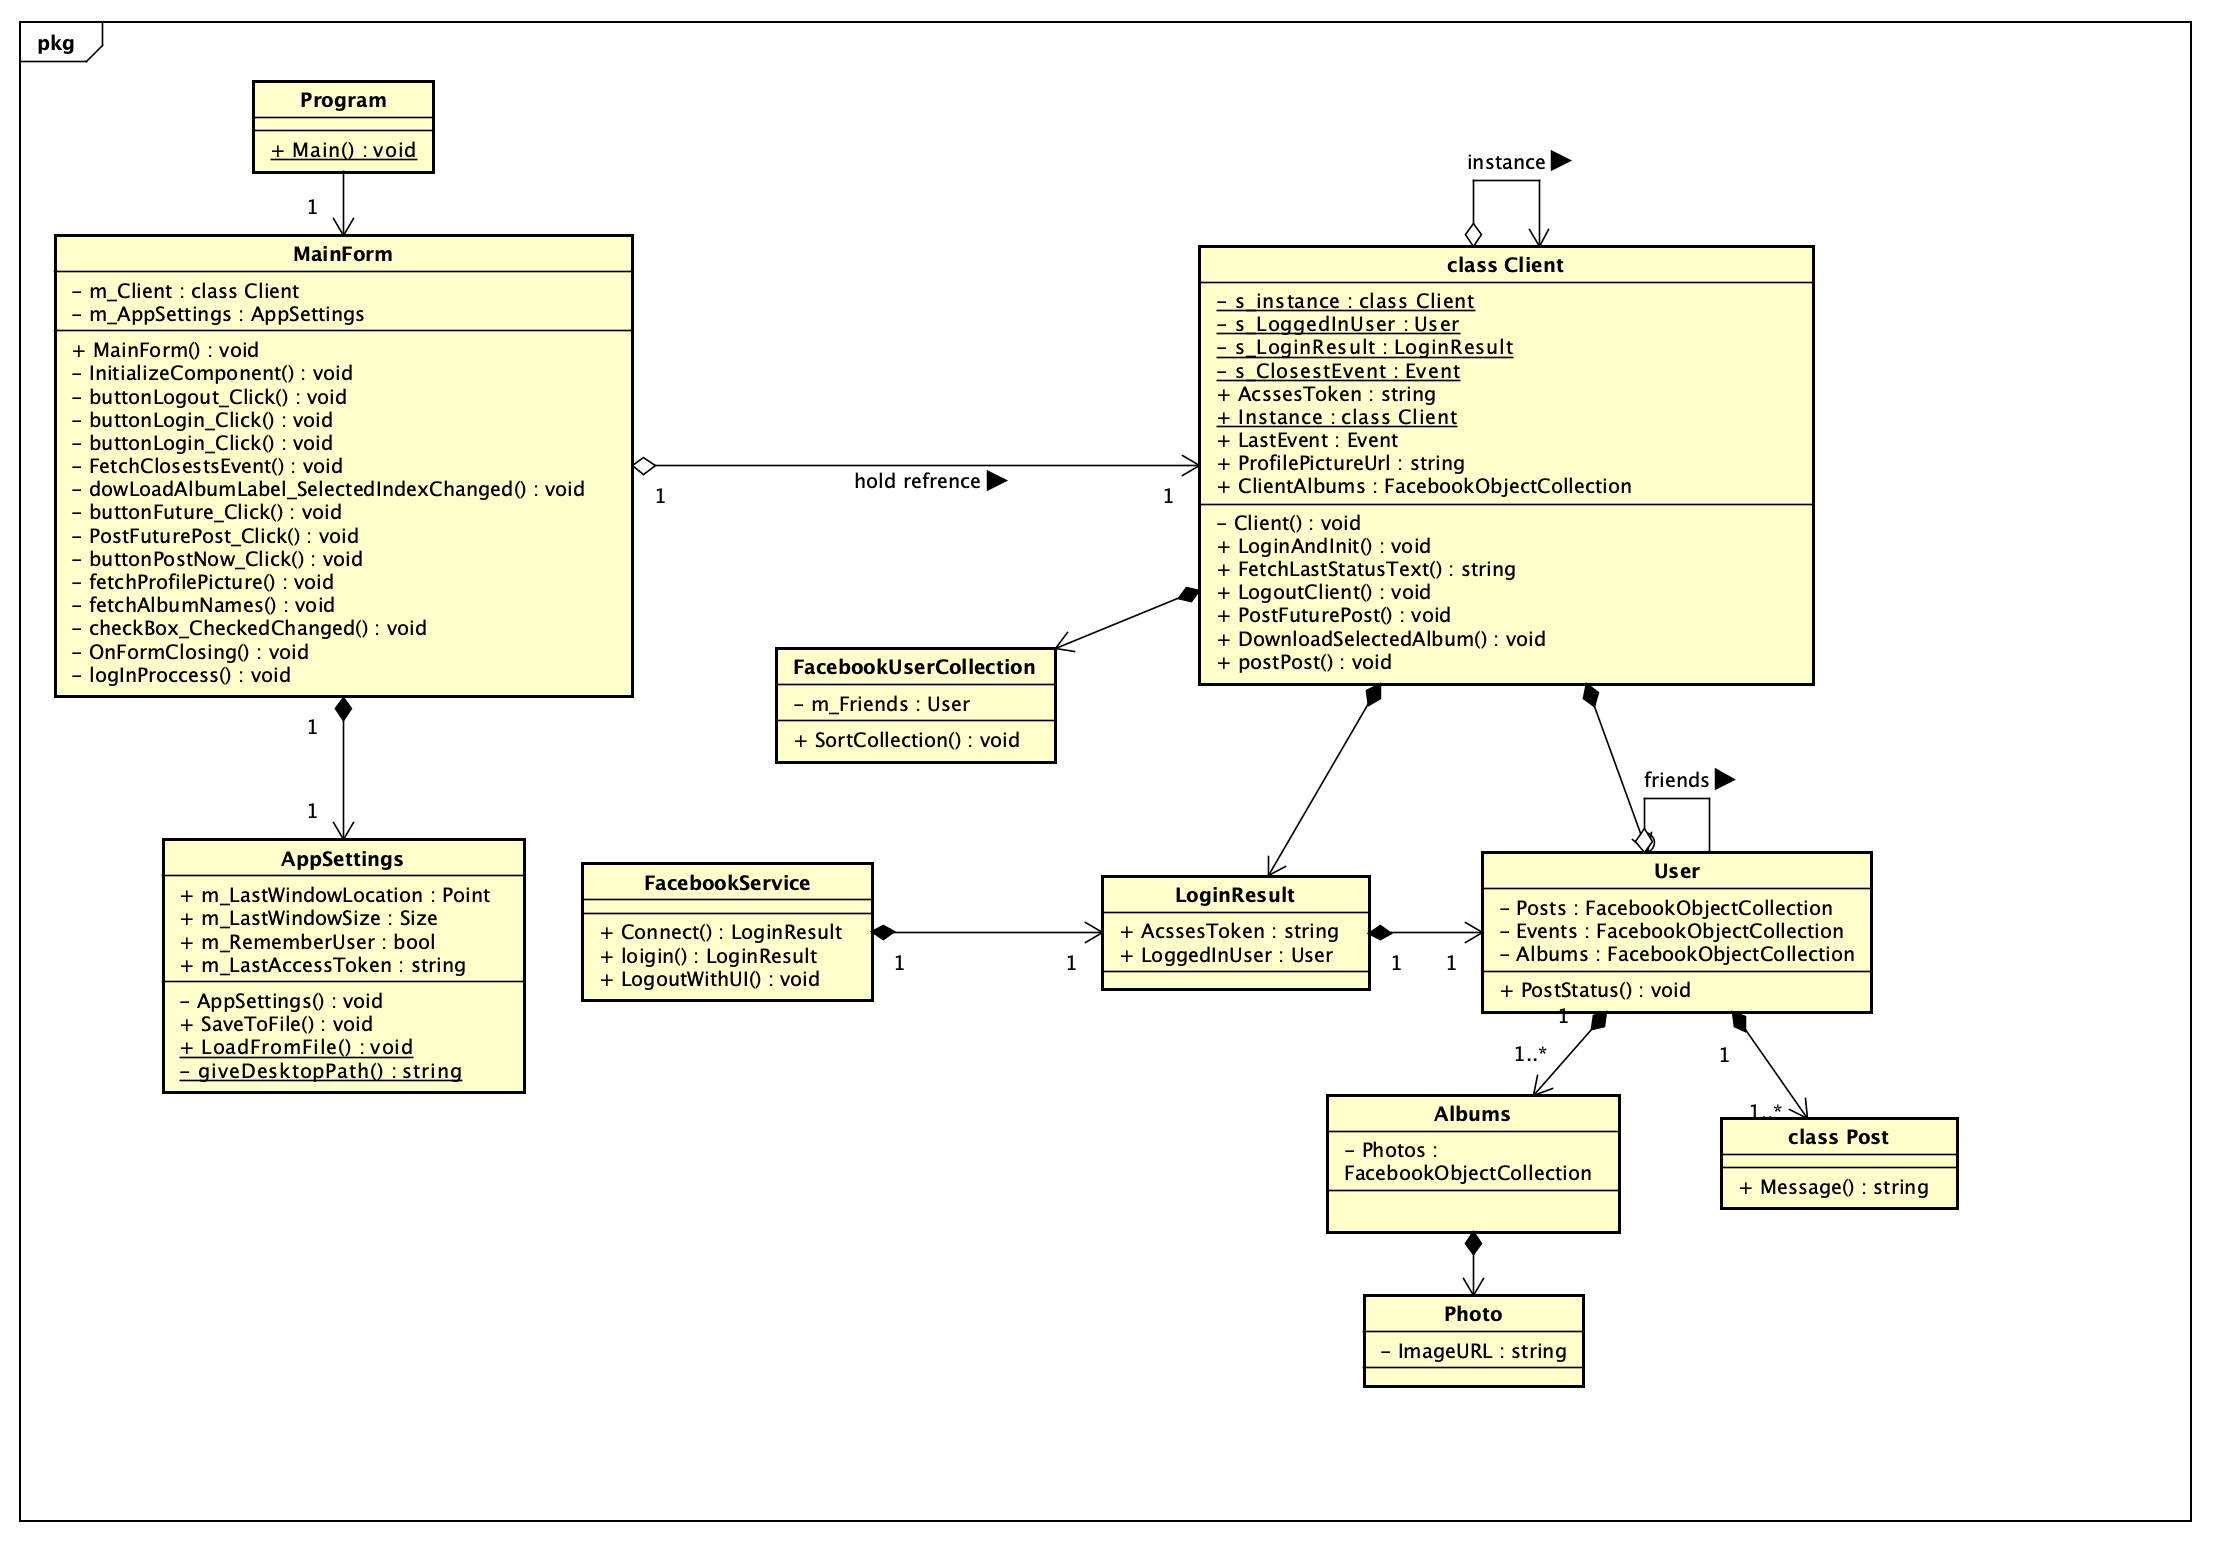 pkg
Program
+ Main() : void
1
MainForm
- m_Client : class Client
- m_AppSettings : AppSettings
+ MainForm() : void
- InitializeComponent() : void
- buttonLogout_Click() : void
- buttonLogin_Click() : void
- buttonLogin_Click() : void
- FetchClosestsEvent() : void
- dowLoadAlbumLabel_SelectedIndexChanged() : void
- buttonFuture_Click() : void
- PostFuturePost_Click() : void
- buttonPostNow_Click() : void
- fetchProfilePicture() : void
- fetchAlbumNames() : void
- checkBox_CheckedChanged() : void
- OnFormClosing() : void
- logInProccess() : void
hold refrence
1
1
instance
class Client
- s_instance : class Client
- s_LoggedInUser : User
- s_LoginResult : LoginResult
- s_ClosestEvent : Event
+ AcssesToken : string
+ Instance : class Client
+ LastEvent : Event
+ ProfilePictureUrl : string
+ ClientAlbums : FacebookObjectCollection
- Client() : void
+ LoginAndInit() : void
+ FetchLastStatusText() : string
+ LogoutClient() : void
+ PostFuturePost() : void
+ DownloadSelectedAlbum() : void
+ postPost() : void
FacebookUserCollection
- m_Friends : User
+ SortCollection() : void
1
1
AppSettings
+ m_LastWindowLocation : Point
+ m_LastWindowSize : Size
+ m_RememberUser : bool
+ m_LastAccessToken : string
- AppSettings() : void
+ SaveToFile() : void
+ LoadFromFile() : void
- giveDesktopPath() : string
FacebookService
+ Connect() : LoginResult
+ loigin() : LoginResult
+ LogoutWithUI() : void
1
1
LoginResult
+ AcssesToken : string
+ LoggedInUser : User
1
1
friends
User
- Posts : FacebookObjectCollection
- Events : FacebookObjectCollection
- Albums : FacebookObjectCollection
+ PostStatus() : void
1
1..*
1
1..*
Albums
- Photos :
FacebookObjectCollection
class Post
+ Message() : string
Photo
- ImageURL : string